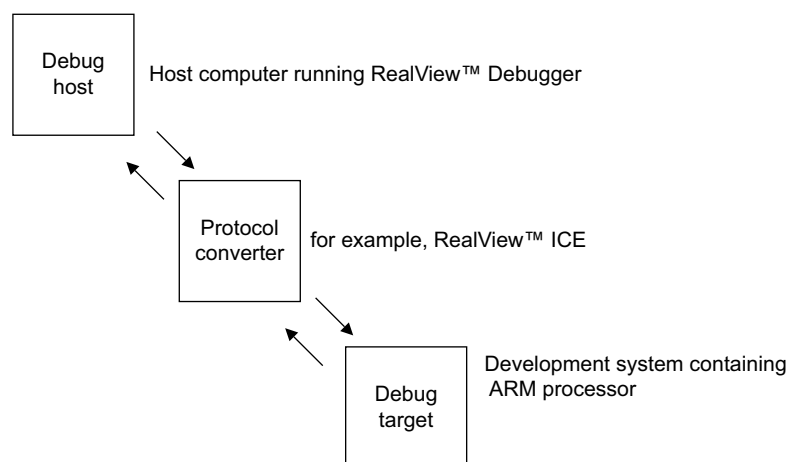 Debug
host
Host computer running RealView™ Debugger
Protocol
converter
for example, RealView™ ICE
Debug
target
Development system containing
ARM processor